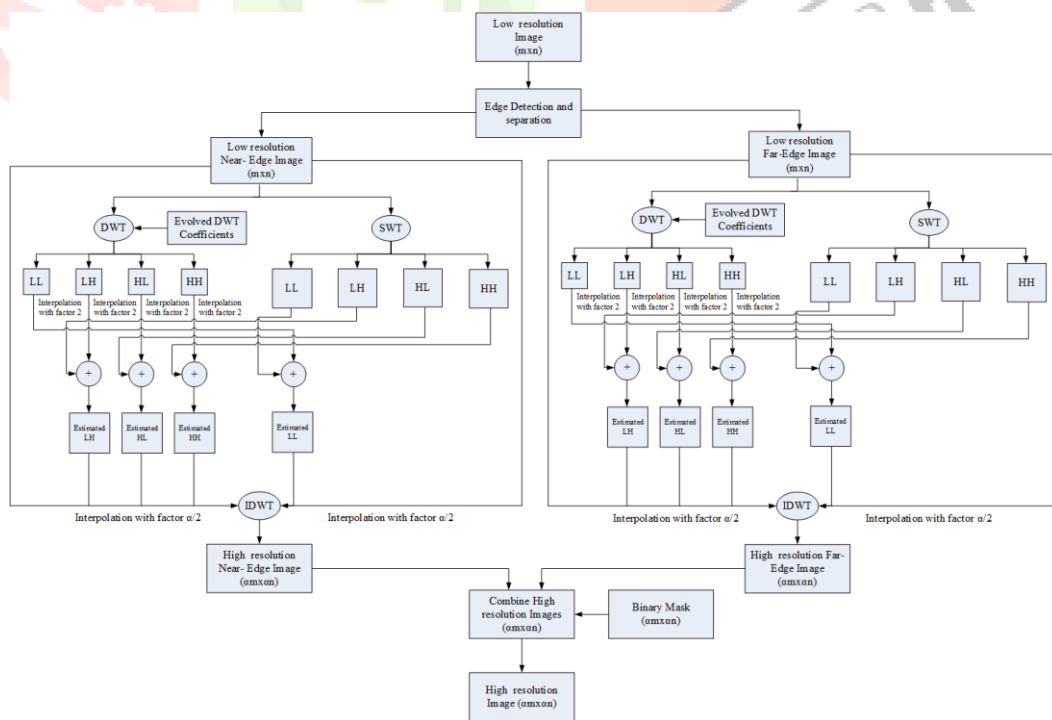 Low resolution
Image
(mxn)
Edge Detection and
separation
Low resolution
Near- Edge Image
(mxn)
DWT
Evolved DWT
Coefficients
SWT
LL
LH
HL
HH
LL
LH
HL
HH
Interpolation
with factor 2
Interpolation
with factor 2
Interpolation
with factor 2
Interpolation
with factor 2
+
+
+
+
Estimated
LH
Estimated
HL
Estimated
HH
Estimated
LL
IDWT
Interpolation with factor α/2
Interpolation with factor α/2
High resolution
Near- Edge Image
(αmxαn)
Low resolution
Far-Edge Image
(mxn)
DWT
Evolved DWT
Coefficients
SWT
LL
LH
HL
HH
LL
LH
HL
HH
Interpolation
with factor 2
Interpolation
with factor 2
Interpolation
with factor 2
Interpolation
with factor 2
+
+
+
+
Estimated
LH
Estimated
HL
Estimated
HH
Estimated
LL
IDWT
Interpolation with factor α/2
Interpolation with factor α/2
High resolution Far-
Edge Image
(αmxαn)
Combine High
resolution Images
(αmxαn)
Binary Mask
(αmxαn)
High resolution
Image (αmxαn)